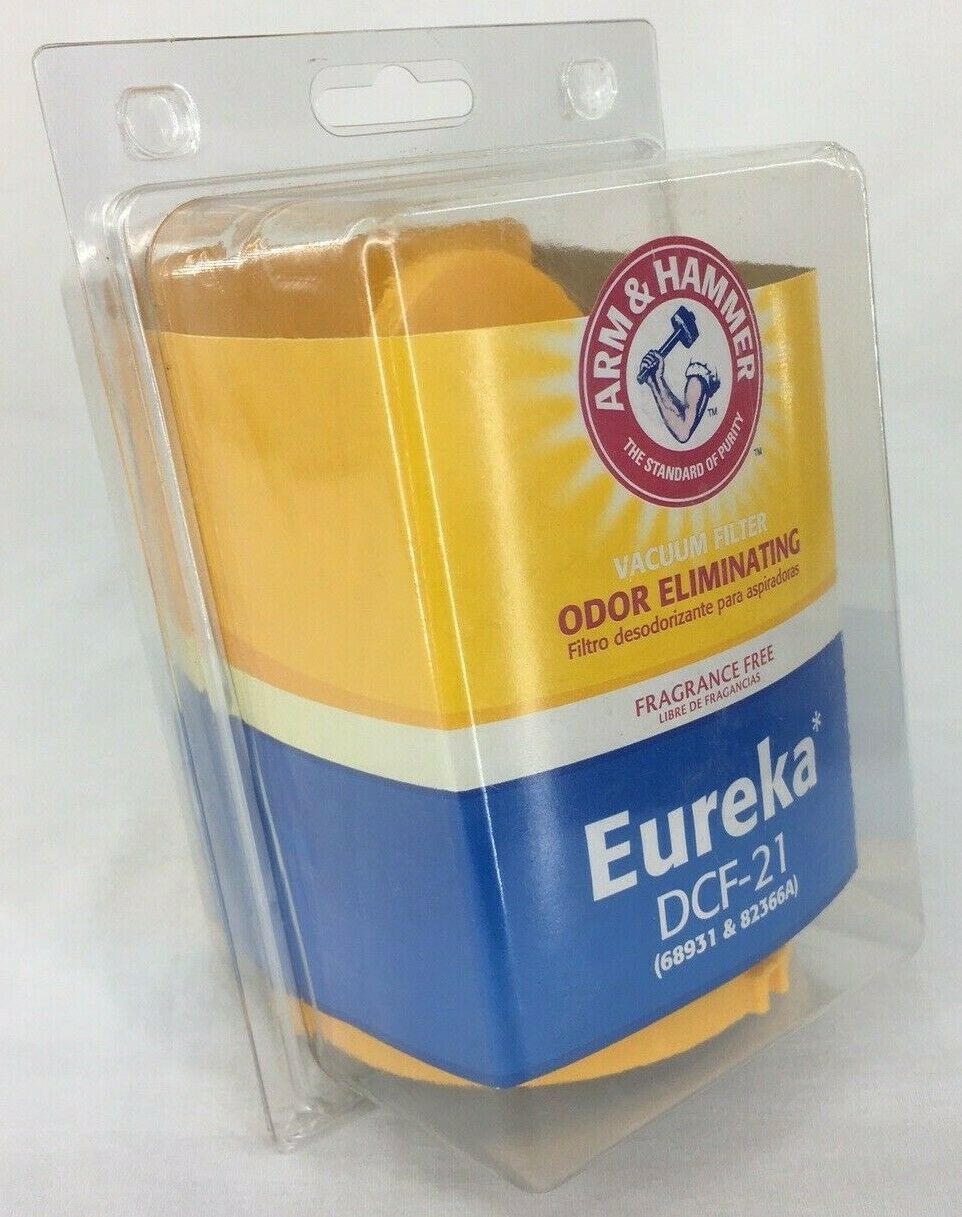 ARM & HAMMER
™
THE STANDARD OF PURITY
™
VACUUM FILTER
ODOR ELIMINATING
Filtro desodorizante para aspiradoras
FRAGRANCE FREE
LIBRE DE FRAGANCIAS
Eureka*
DCF-21
(68931 & 82366A)